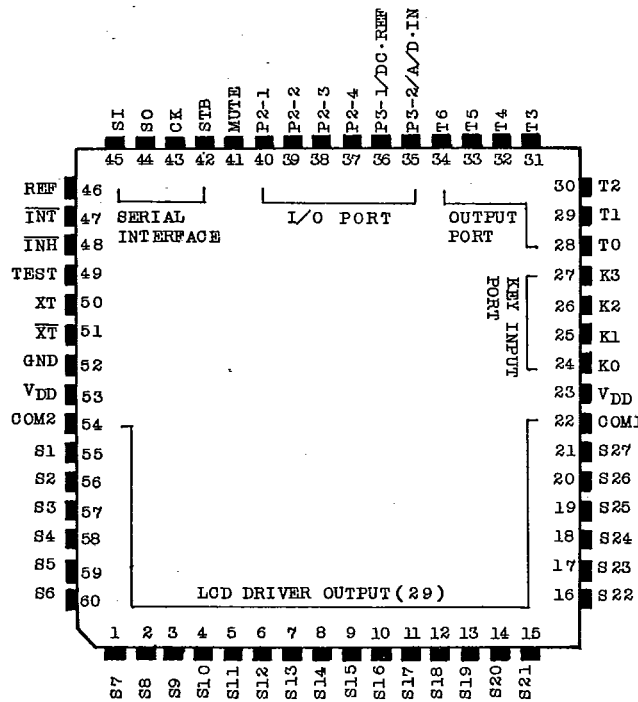 SI SO CK STB MUTE P2-1 P2-2 P2-3 P2-4 P3-1/DC·REF P3-2/A/D·IN T6 T5 T4 T3
45 44 43 42 41 40 39 38 37 36 35 34 33 32 31
REF 46
INT 47
INH 48
TEST 49
XT 50
XT 51
GND 52
VDD 53
COM2 54
S1 55
S2 56
S3 57
S4 58
S5 59
S6 60
SERIAL
INTERFACE
I/O PORT
OUTPUT
PORT
KEY INPUT
PORT
30 T2
29 T1
28 T0
27 K3
26 K2
25 K1
24 K0
23 VDD
22 COM1
21 S27
20 S26
19 S25
18 S24
17 S23
16 S22
LCD DRIVER OUTPUT(29)
1 2 3 4 5 6 7 8 9 10 11 12 13 14 15
S7 S8 S9 S10 S11 S12 S13 S14 S15 S16 S17 S18 S19 S20 S21